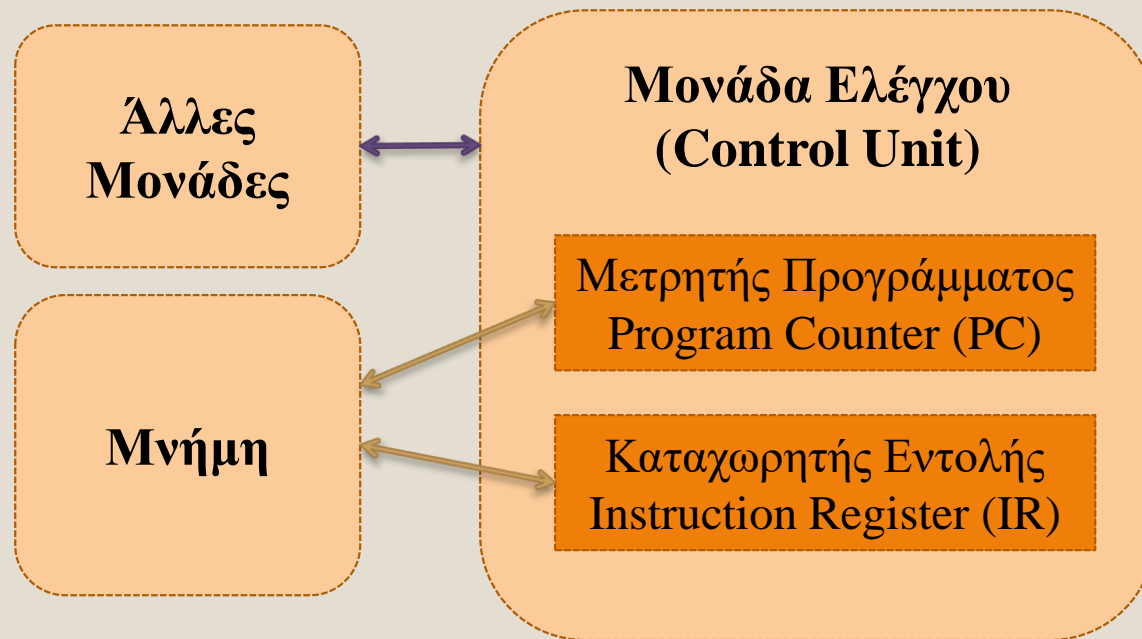 Άλλες
Μονάδες
Μονάδα Ελέγχου
(Control Unit)
Μετρητής Προγράμματος
Program Counter (PC)
Μνήμη
Καταχωρητής Εντολής
Instruction Register (IR)